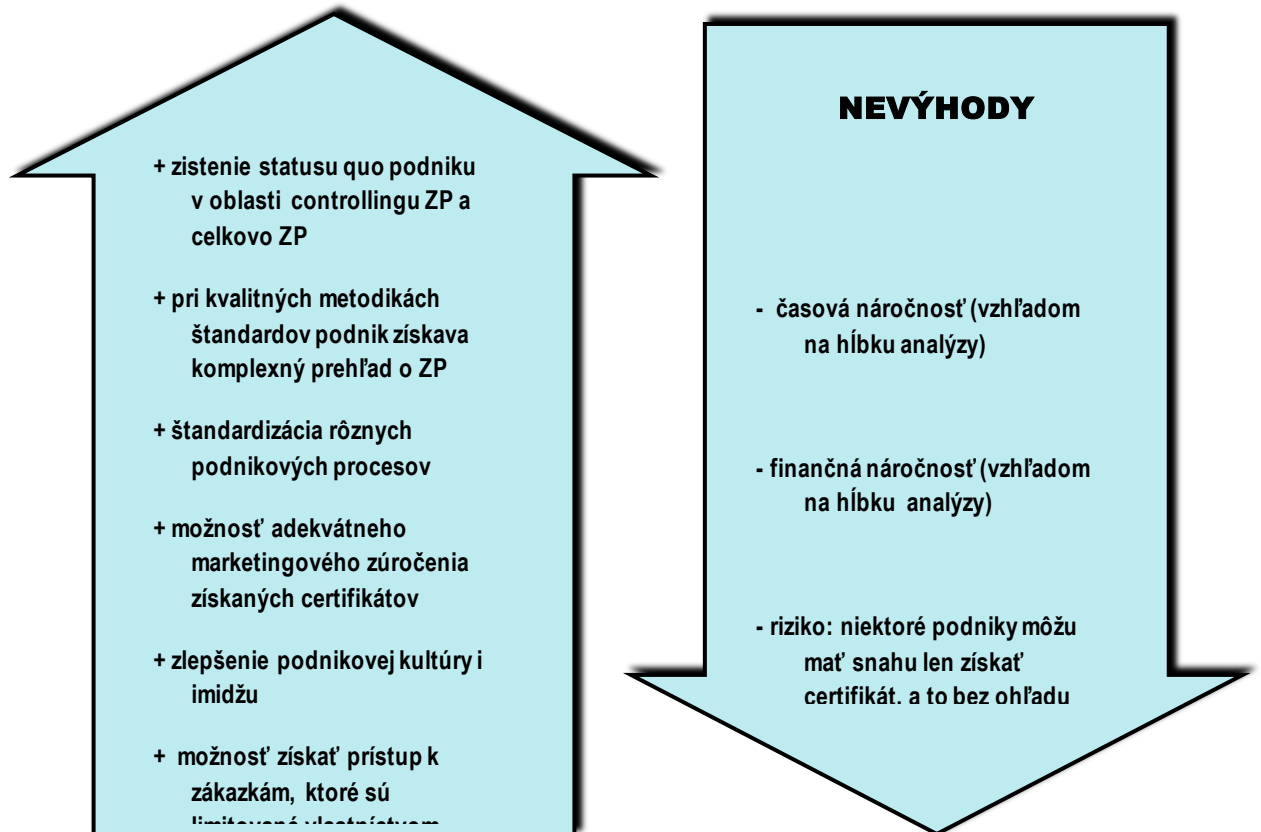 + zistenie statusu quo podniku
v oblasti controllingu ZP a
celkovo ZP
+ pri kvalitných metodikách
štandardov podnik získava
komplexný prehľad o ZP
+ štandardizácia rôznych
podnikových procesov
+ možnosť adekvátneho
marketingového zúročenia
získaných certifikátov
+ zlepšenie podnikovej kultúry i
imidžu
+ možnosť získať prístup k
zákazkám, ktoré sú
limitované vlastníctvom
NEVÝHODY
- časová náročnosť (vzhľadom
na hĺbku analýzy)
- finančná náročnosť (vzhľadom
na hĺbku analýzy)
- riziko: niektoré podniky môžu
mať snahu len získať
certifikát, a to bez ohľadu